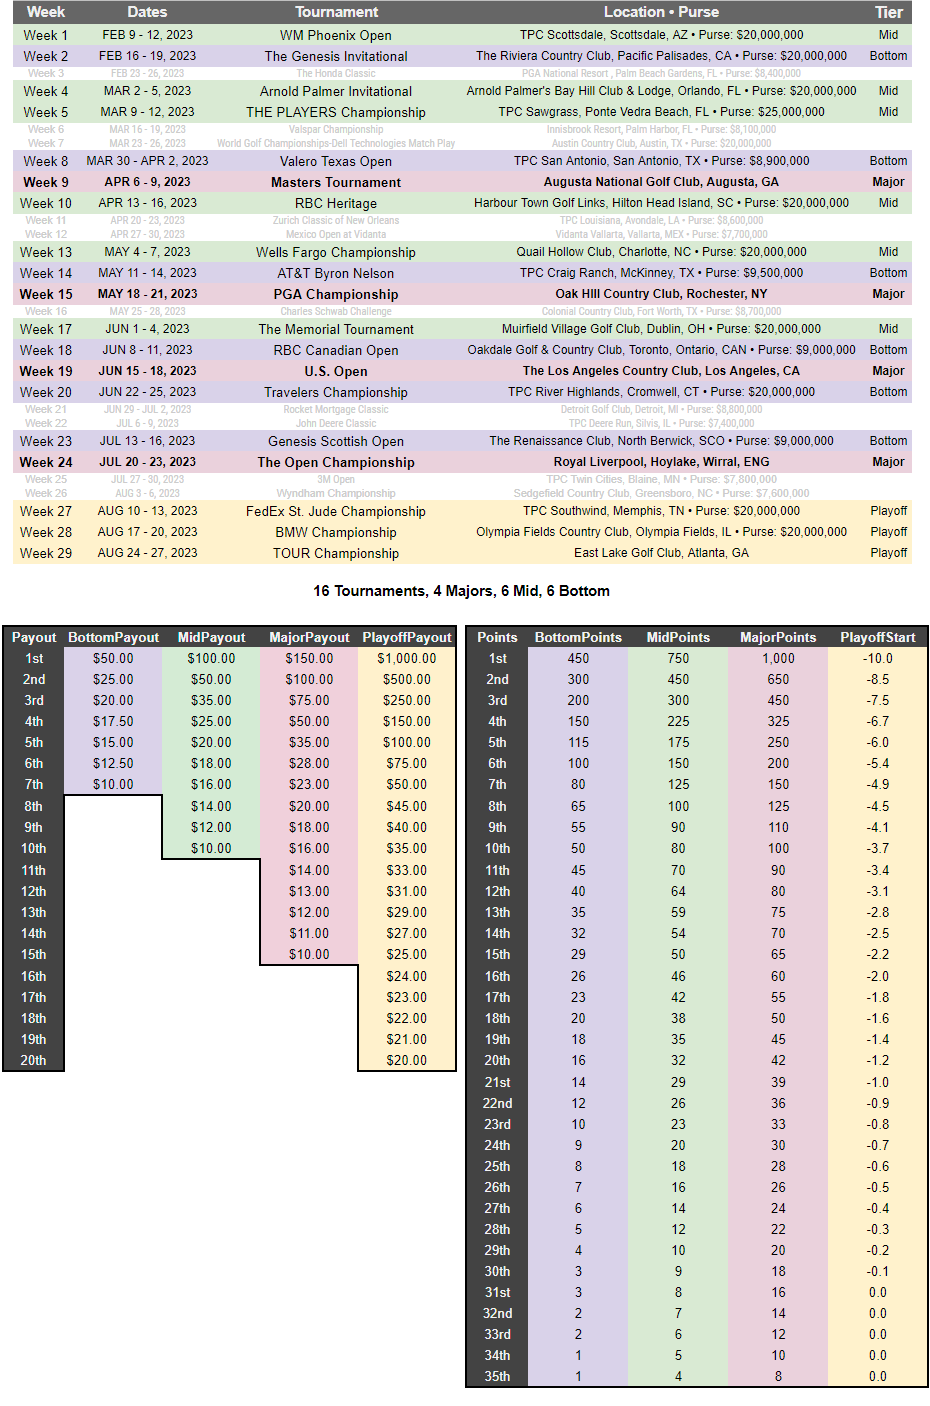 Week Dates Tournament Location • Purse Tier
Week 1 FEB 9 - 12, 2023 WM Phoenix Open TPC Scottsdale, Scottsdale, AZ • Purse: $20,000,000 Mid
Week 2 FEB 16 - 19, 2023 The Genesis Invitational The Riviera Country Club, Pacific Palisades, CA • Purse: $20,000,000 Bottom
Week 3 FEB 23 - 26, 2023 The Honda Classic PGA National Resort , Palm Beach Gardens, FL • Purse: $8,400,000
Week 4 MAR 2 - 5, 2023 Arnold Palmer Invitational Arnold Palmer's Bay Hill Club & Lodge, Orlando, FL • Purse: $20,000,000 Mid
Week 5 MAR 9 - 12, 2023 THE PLAYERS Championship TPC Sawgrass, Ponte Vedra Beach, FL • Purse: $25,000,000 Mid
Week 6 MAR 16 - 19, 2023 Valspar Championship Innisbrook Resort, Palm Harbor, FL • Purse: $8,100,000
Week 7 MAR 23 - 26, 2023 World Golf Championships-Dell Technologies Match Play Austin Country Club, Austin, TX • Purse: $20,000,000
Week 8 MAR 30 - APR 2, 2023 Valero Texas Open TPC San Antonio, San Antonio, TX • Purse: $8,900,000 Bottom
Week 9 APR 6 - 9, 2023 Masters Tournament Augusta National Golf Club, Augusta, GA Major
Week 10 APR 13 - 16, 2023 RBC Heritage Harbour Town Golf Links, Hilton Head Island, SC • Purse: $20,000,000 Mid
Week 11 APR 20 - 23, 2023 Zurich Classic of New Orleans TPC Louisiana, Avondale, LA • Purse: $8,600,000
Week 12 APR 27 - 30, 2023 Mexico Open at Vidanta Vidanta Vallarta, Vallarta, MEX • Purse: $7,700,000
Week 13 MAY 4 - 7, 2023 Wells Fargo Championship Quail Hollow Club, Charlotte, NC • Purse: $20,000,000 Mid
Week 14 MAY 11 - 14, 2023 AT&T Byron Nelson TPC Craig Ranch, McKinney, TX • Purse: $9,500,000 Bottom
Week 15 MAY 18 - 21, 2023 PGA Championship Oak HIll Country Club, Rochester, NY Major
Week 16 MAY 25 - 28, 2023 Charles Schwab Challenge Colonial Country Club, Fort Worth, TX • Purse: $8,700,000
Week 17 JUN 1 - 4, 2023 The Memorial Tournament Muirfield Village Golf Club, Dublin, OH • Purse: $20,000,000 Mid
Week 18 JUN 8 - 11, 2023 RBC Canadian Open Oakdale Golf & Country Club, Toronto, Ontario, CAN • Purse: $9,000,000 Bottom
Week 19 JUN 15 - 18, 2023 U.S. Open The Los Angeles Country Club, Los Angeles, CA Major
Week 20 JUN 22 - 25, 2023 Travelers Championship TPC River Highlands, Cromwell, CT • Purse: $20,000,000 Bottom
Week 21 JUN 29 - JUL 2, 2023 Rocket Mortgage Classic Detroit Golf Club, Detroit, MI • Purse: $8,800,000
Week 22 JUL 6 - 9, 2023 John Deere Classic TPC Deere Run, Silvis, IL • Purse: $7,400,000
Week 23 JUL 13 - 16, 2023 Genesis Scottish Open The Renaissance Club, North Berwick, SCO • Purse: $9,000,000 Bottom
Week 24 JUL 20 - 23, 2023 The Open Championship Royal Liverpool, Hoylake, Wirral, ENG Major
Week 25 JUL 27 - 30, 2023 3M Open TPC Twin Cities, Blaine, MN • Purse: $7,800,000
Week 26 AUG 3 - 6, 2023 Wyndham Championship Sedgefield Country Club, Greensboro, NC • Purse: $7,600,000
Week 27 AUG 10 - 13, 2023 FedEx St. Jude Championship TPC Southwind, Memphis, TN • Purse: $20,000,000 Playoff
Week 28 AUG 17 - 20, 2023 BMW Championship Olympia Fields Country Club, Olympia Fields, IL • Purse: $20,000,000 Playoff
Week 29 AUG 24 - 27, 2023 TOUR Championship East Lake Golf Club, Atlanta, GA Playoff
16 Tournaments, 4 Majors, 6 Mid, 6 Bottom
Payout BottomPayout MidPayout MajorPayout PlayoffPayout
1st $50.00 $100.00 $150.00 $1,000.00
2nd $25.00 $50.00 $100.00 $500.00
3rd $20.00 $35.00 $75.00 $250.00
4th $17.50 $25.00 $50.00 $150.00
5th $15.00 $20.00 $35.00 $100.00
6th $12.50 $18.00 $28.00 $75.00
7th $10.00 $16.00 $23.00 $50.00
8th $14.00 $20.00 $45.00
9th $12.00 $18.00 $40.00
10th $10.00 $16.00 $35.00
11th $14.00 $33.00
12th $13.00 $31.00
13th $12.00 $29.00
14th $11.00 $27.00
15th $10.00 $25.00
16th $24.00
17th $23.00
18th $22.00
19th $21.00
20th $20.00
Points BottomPoints MidPoints MajorPoints PlayoffStart
1st 450 750 1,000 -10.0
2nd 300 450 650 -8.5
3rd 200 300 450 -7.5
4th 150 225 325 -6.7
5th 115 175 250 -6.0
6th 100 150 200 -5.4
7th 80 125 150 -4.9
8th 65 100 125 -4.5
9th 55 90 110 -4.1
10th 50 80 100 -3.7
11th 45 70 90 -3.4
12th 40 64 80 -3.1
13th 35 59 75 -2.8
14th 32 54 70 -2.5
15th 29 50 65 -2.2
16th 26 46 60 -2.0
17th 23 42 55 -1.8
18th 20 38 50 -1.6
19th 18 35 45 -1.4
20th 16 32 42 -1.2
21st 14 29 39 -1.0
22nd 12 26 36 -0.9
23rd 10 23 33 -0.8
24th 9 20 30 -0.7
25th 8 18 28 -0.6
26th 7 16 26 -0.5
27th 6 14 24 -0.4
28th 5 12 22 -0.3
29th 4 10 20 -0.2
30th 3 9 18 -0.1
31st 3 8 16 0.0
32nd 2 7 14 0.0
33rd 2 6 12 0.0
34th 1 5 10 0.0
35th 1 4 8 0.0